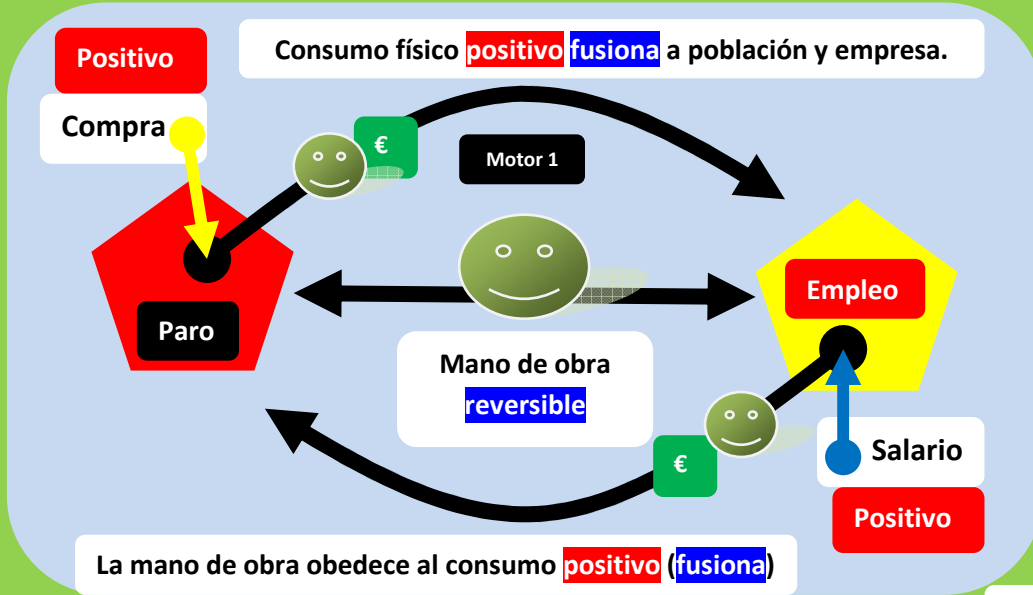 Positivo
Consumo físico positivo fusiona a población y empresa.
Compra
€
Motor 1
Empleo
Paro
Mano de obra
reversible
€
Salario
Positivo
La mano de obra obedece al consumo positivo (fusiona)